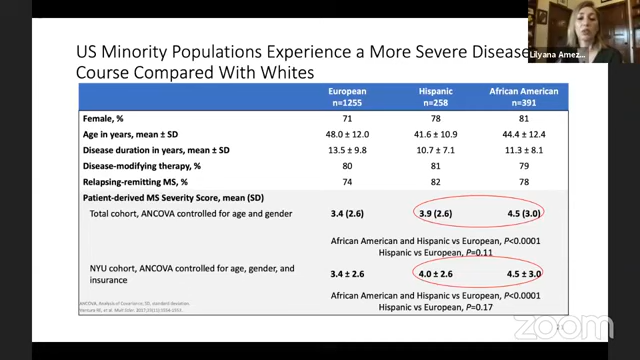 Lilyana Amez...
US Minority Populations Experience a More Severe Disease
Course Compared With Whites
European Hispanic African American
n=1255 n=258 n=391
Female, % 71 78 81
Age in years, mean ± SD 48.0 ± 12.0 41.6 ± 10.9 44.4 ± 12.4
Disease duration in years, mean ± SD 13.5 ± 9.8 10.7 ± 7.1 11.3 ± 8.1
Disease-modifying therapy, % 80 81 79
Relapsing-remitting MS, % 74 82 78
Patient-derived MS Severity Score, mean (SD)
Total cohort, ANCOVA controlled for age and gender 3.4 (2.6) 3.9 (2.6) 4.5 (3.0)
African American and Hispanic vs European, P<0.0001
Hispanic vs European, P=0.11
NYU cohort, ANCOVA controlled for age, gender, and
insurance 3.4 ± 2.6 4.0 ± 2.6 4.5 ± 3.0
African American and Hispanic vs European, P<0.0001
Hispanic vs European, P=0.17
ANCOVA, Analysis of Covariance; SD, standard deviation.
zoom